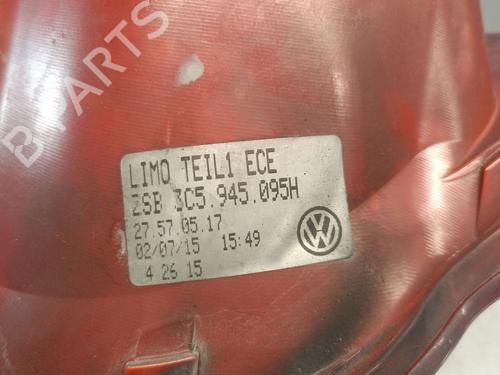 B PARTS
LIMO TEIL1 ECE
ZSB 3C5.945.095H
27.57.05.17
02/07/15 15:49
4 26 15